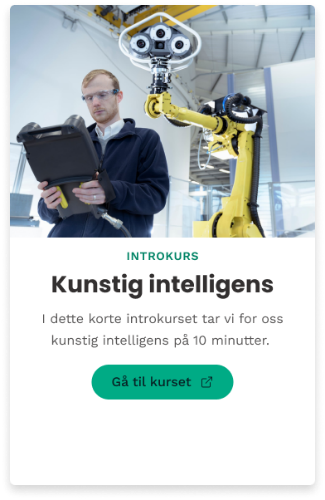 INTROKURS
Kunstig intelligens
I dette korte introkurset tar vi for oss
kunstig intelligens på 10 minutter.
Gå til kurset